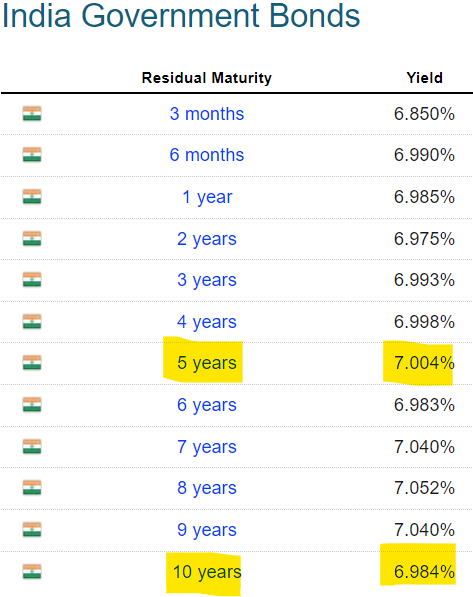 India Government Bonds
Residual Maturity Yield
3 months 6.850%
6 months 6.990%
1 year 6.985%
2 years 6.975%
3 years 6.993%
4 years 6.998%
5 years 7.004%
6 years 6.983%
7 years 7.040%
8 years 7.052%
9 years 7.040%
10 years 6.984%